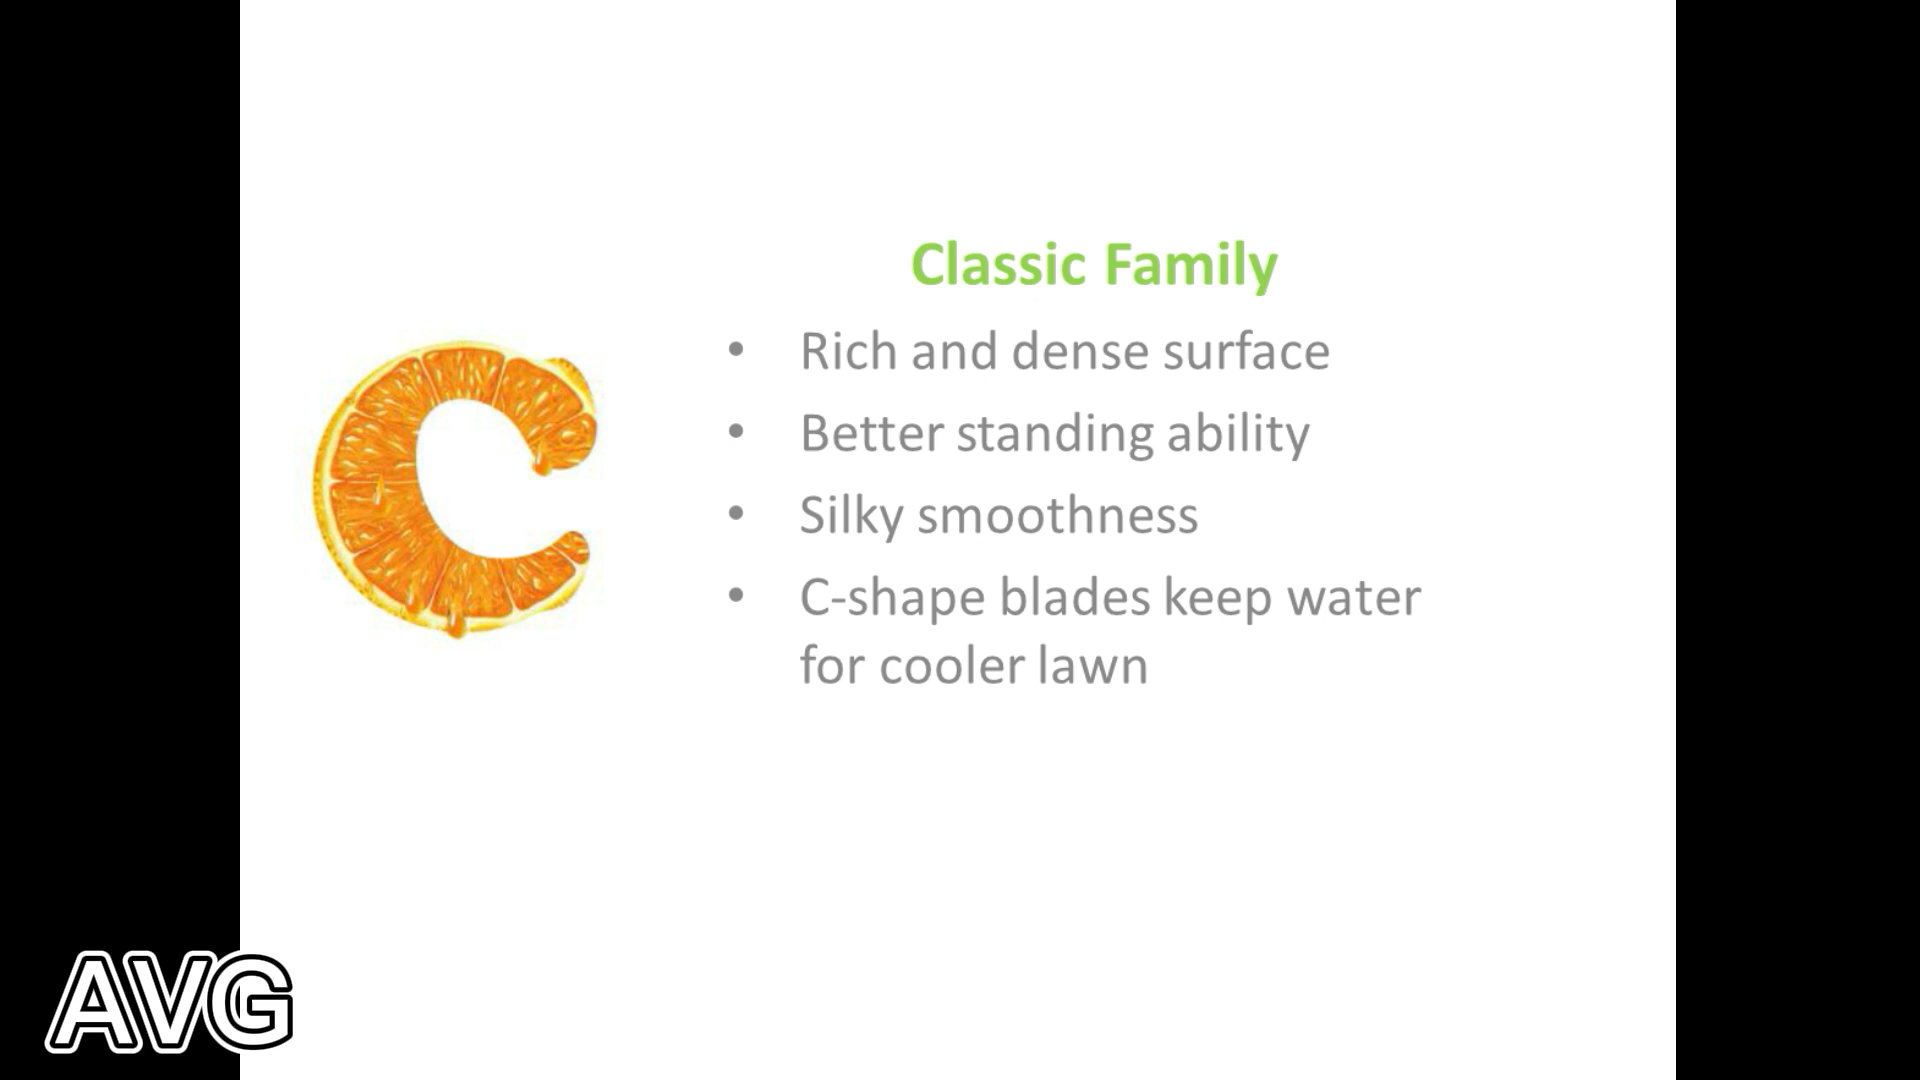 Classic Family
• Rich and dense surface
• Better standing ability
• Silky smoothness
• C-shape blades keep water
for cooler lawn
C
AVG